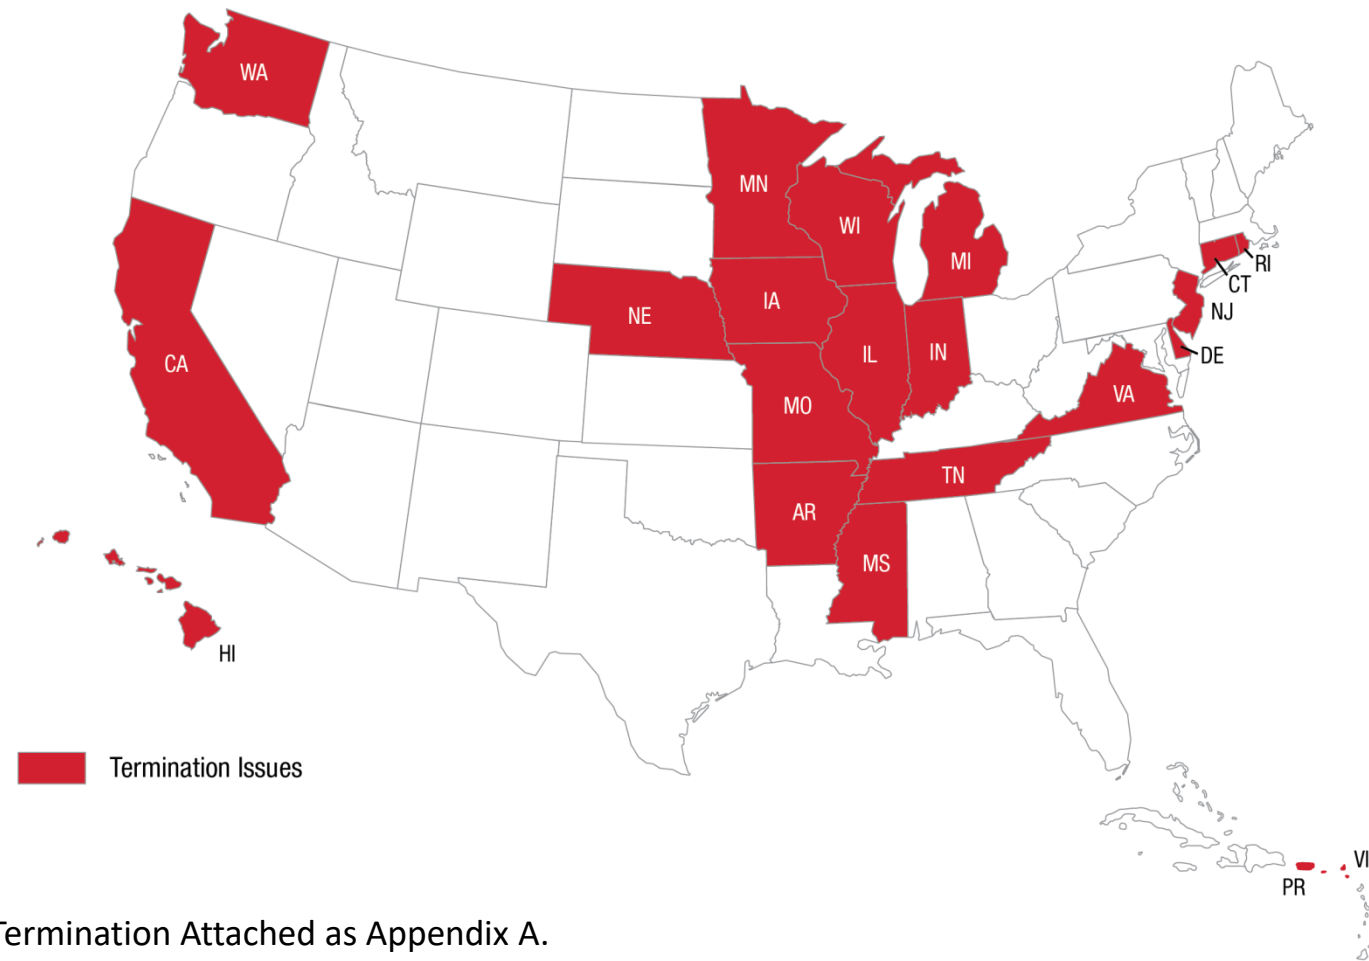 WA
MN
WI
MI
RI
CT
NJ
DE
NE
IA
IL
IN
CA
MO
VA
TN
AR
MS
HI
Termination Issues
VI
PR
Termination Attached as Appendix A.